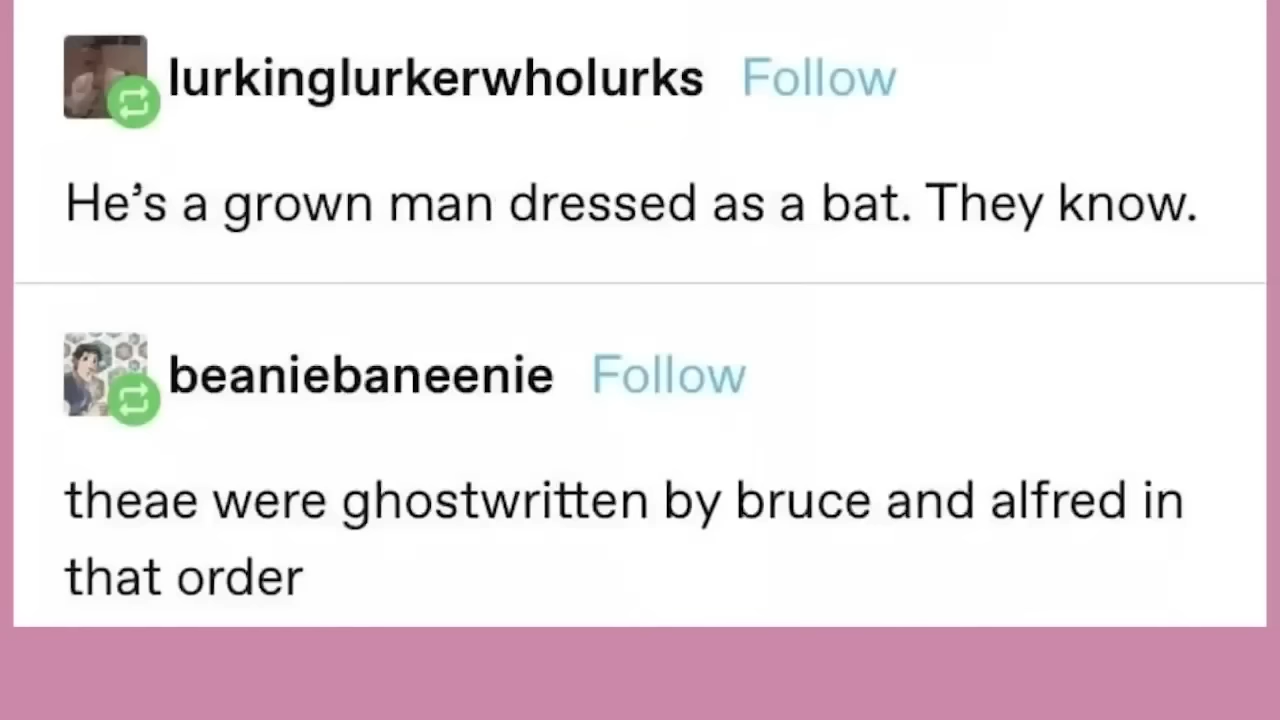 lurkinglurkerwholurks Follow
He's a grown man dressed as a bat. They know.
beaniebaneenie Follow
theae were ghostwritten by bruce and alfred in
that order